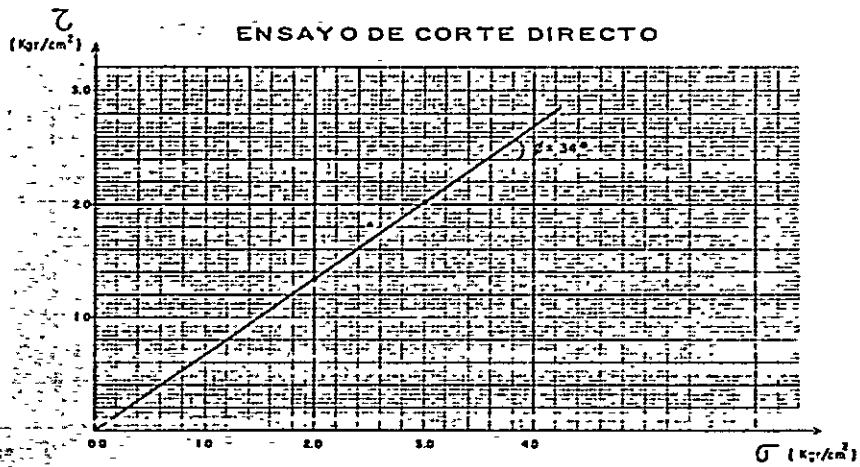 ENSAYO DE CORTE DIRECTO
τ
(Kgr/cm²)
3.0
2.0
1.0
φ = 34°
0.0 1.0 2.0 3.0 4.0
σ (Kgr/cm²)